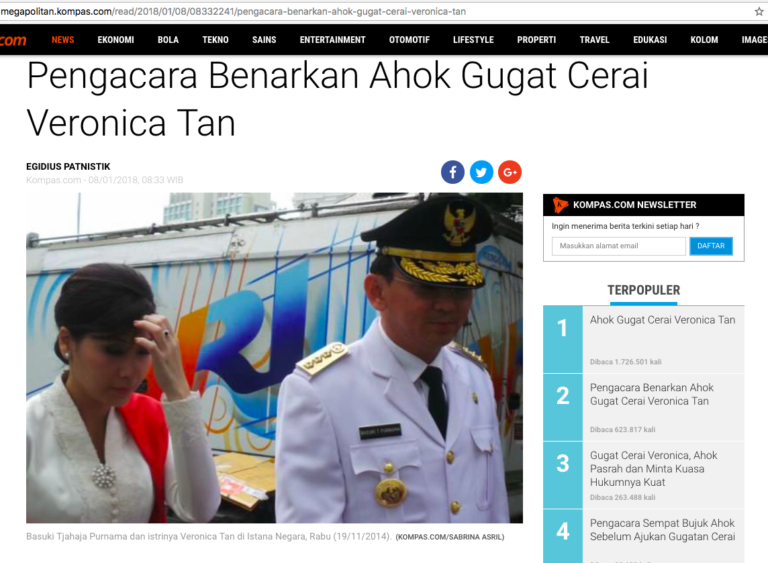 megapolitan.kompas.com/read/2018/01/08/08332241/pengacara-benarkan-ahok-gugat-cerai-veronica-tan
com NEWS EKONOMI BOLA TEKNO SAINS ENTERTAINMENT OTOMOTIF LIFESTYLE PROPERTI TRAVEL EDUKASI KOLOM IMAGE
Pengacara Benarkan Ahok Gugat Cerai
Veronica Tan
EGIDIUS PATNISTIK
Kompas.com - 08/01/2018, 08:33 WIB
f G+
BASUKI T. PURNAMA
Basuki Tjahaja Purnama dan istrinya Veronica Tan di Istana Negara, Rabu (19/11/2014). (KOMPAS.COM/SABRINA ASRIL)
KOMPAS.COM NEWSLETTER
Ingin menerima berita terkini setiap hari ?
Masukkan alamat email DAFTAR
TERPOPULER
1 Ahok Gugat Cerai Veronica Tan
Dibaca 1.726.501 kali
2 Pengacara Benarkan Ahok
Gugat Cerai Veronica Tan
Dibaca 623.817 kali
3 Gugat Cerai Veronica, Ahok
Pasrah dan Minta Kuasa
Hukumnya Kuat
Dibaca 263.488 kali
4 Pengacara Sempat Bujuk Ahok
Sebelum Ajukan Gugatan Cerai